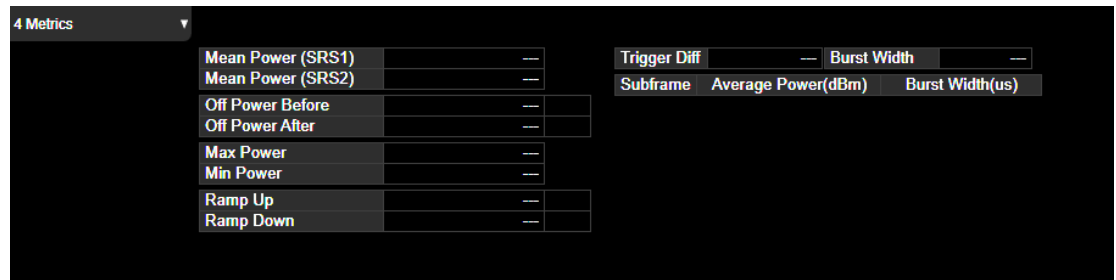 4 Metrics ▼
Mean Power (SRS1) ---
Mean Power (SRS2) ---
Off Power Before ---
Off Power After ---
Max Power ---
Min Power ---
Ramp Up ---
Ramp Down ---
Trigger Diff --- Burst Width ---
Subframe Average Power(dBm) Burst Width(us)